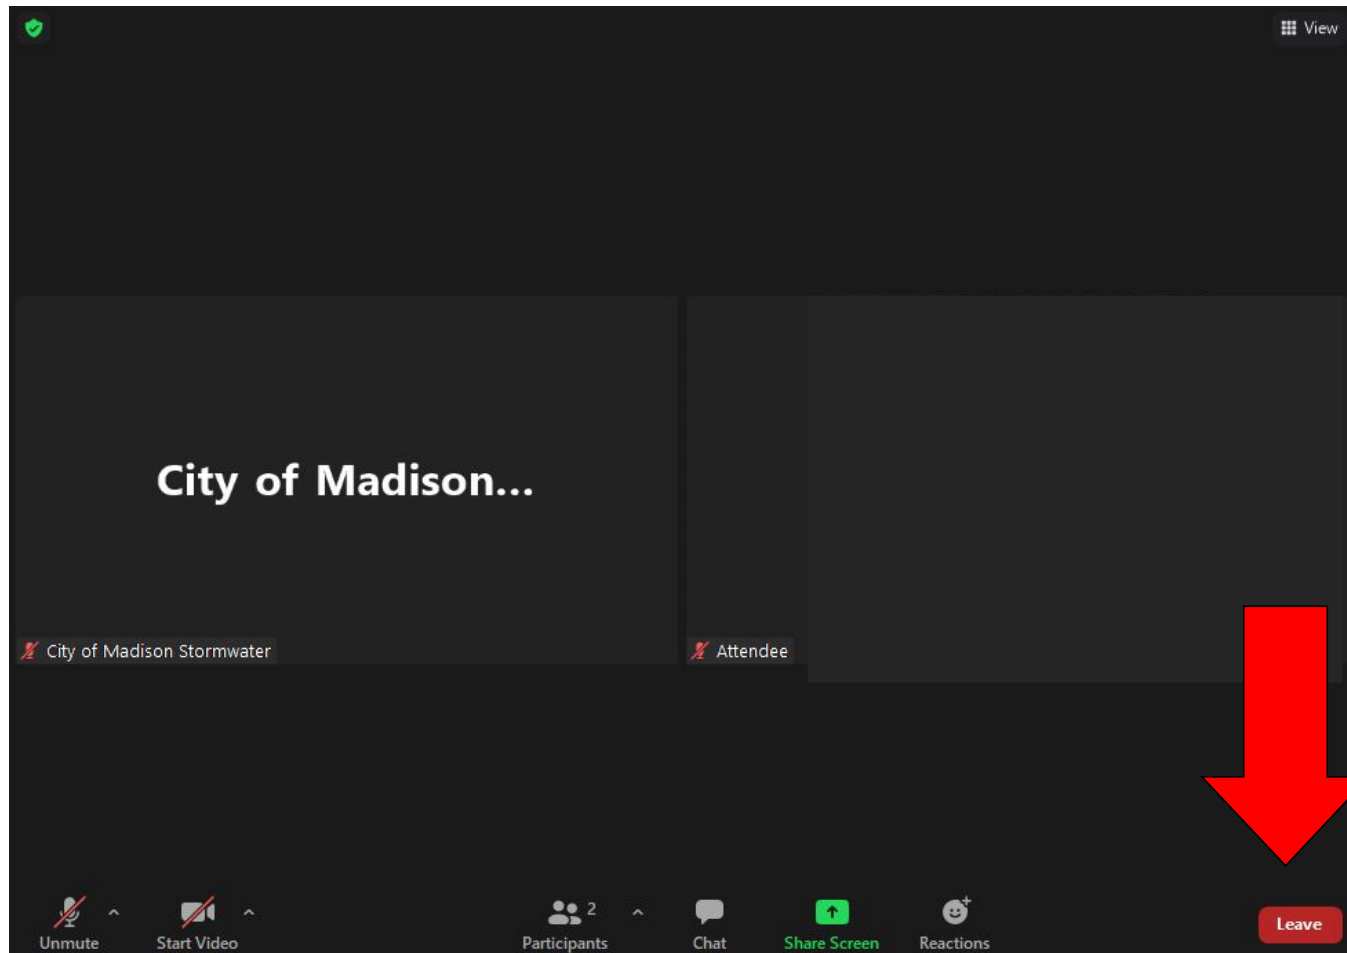 View
City of Madison...
City of Madison Stormwater
Attendee
2
Unmute
Start Video
Participants
Chat
Share Screen
Reactions
Leave